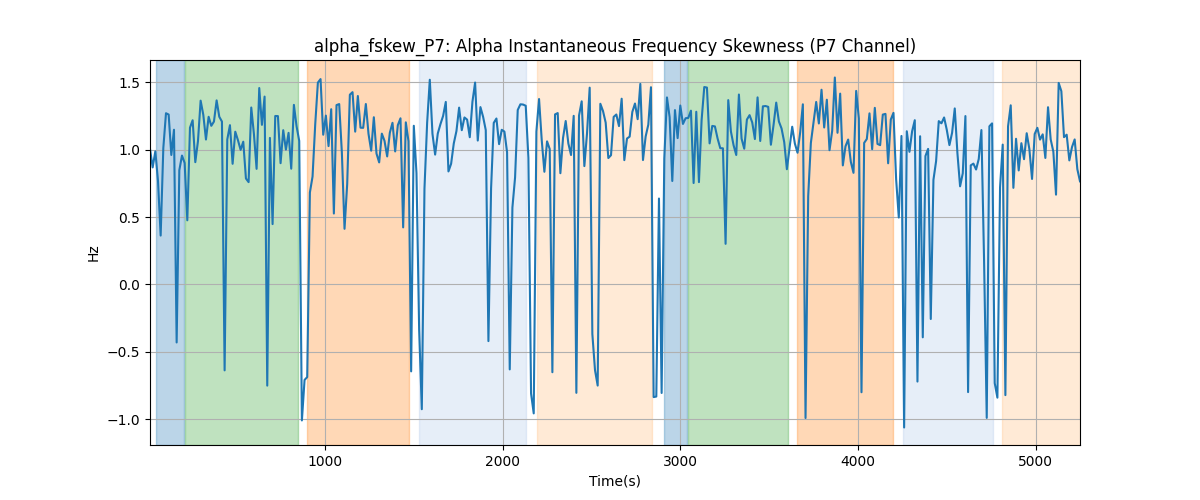 alpha_fskew_P7: Alpha Instantaneous Frequency Skewness (P7 Channel)
1.5
1.0
0.5
0.0
−0.5
−1.0
Hz
1000 2000 3000 4000 5000
Time(s)